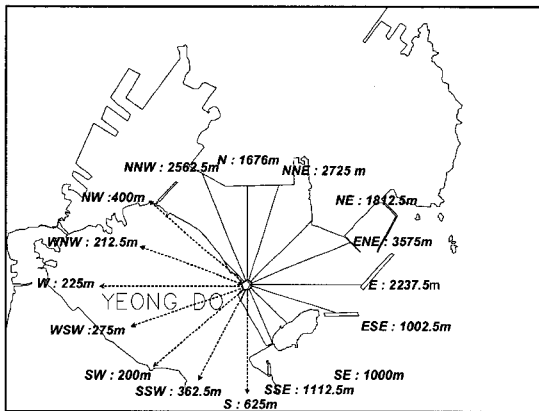 N : 1676m
NNW : 2562.5m
NNE : 2725 m
NW : 400m
NE : 1812.5m
WNW : 212.5m
ENE : 3575m
W : 225m
YEONG DO
E : 2237.5m
WSW :275m
ESE : 1002.5m
SW : 200m
SE : 1000m
SSW : 362.5m
SSE : 1112.5m
S : 625m